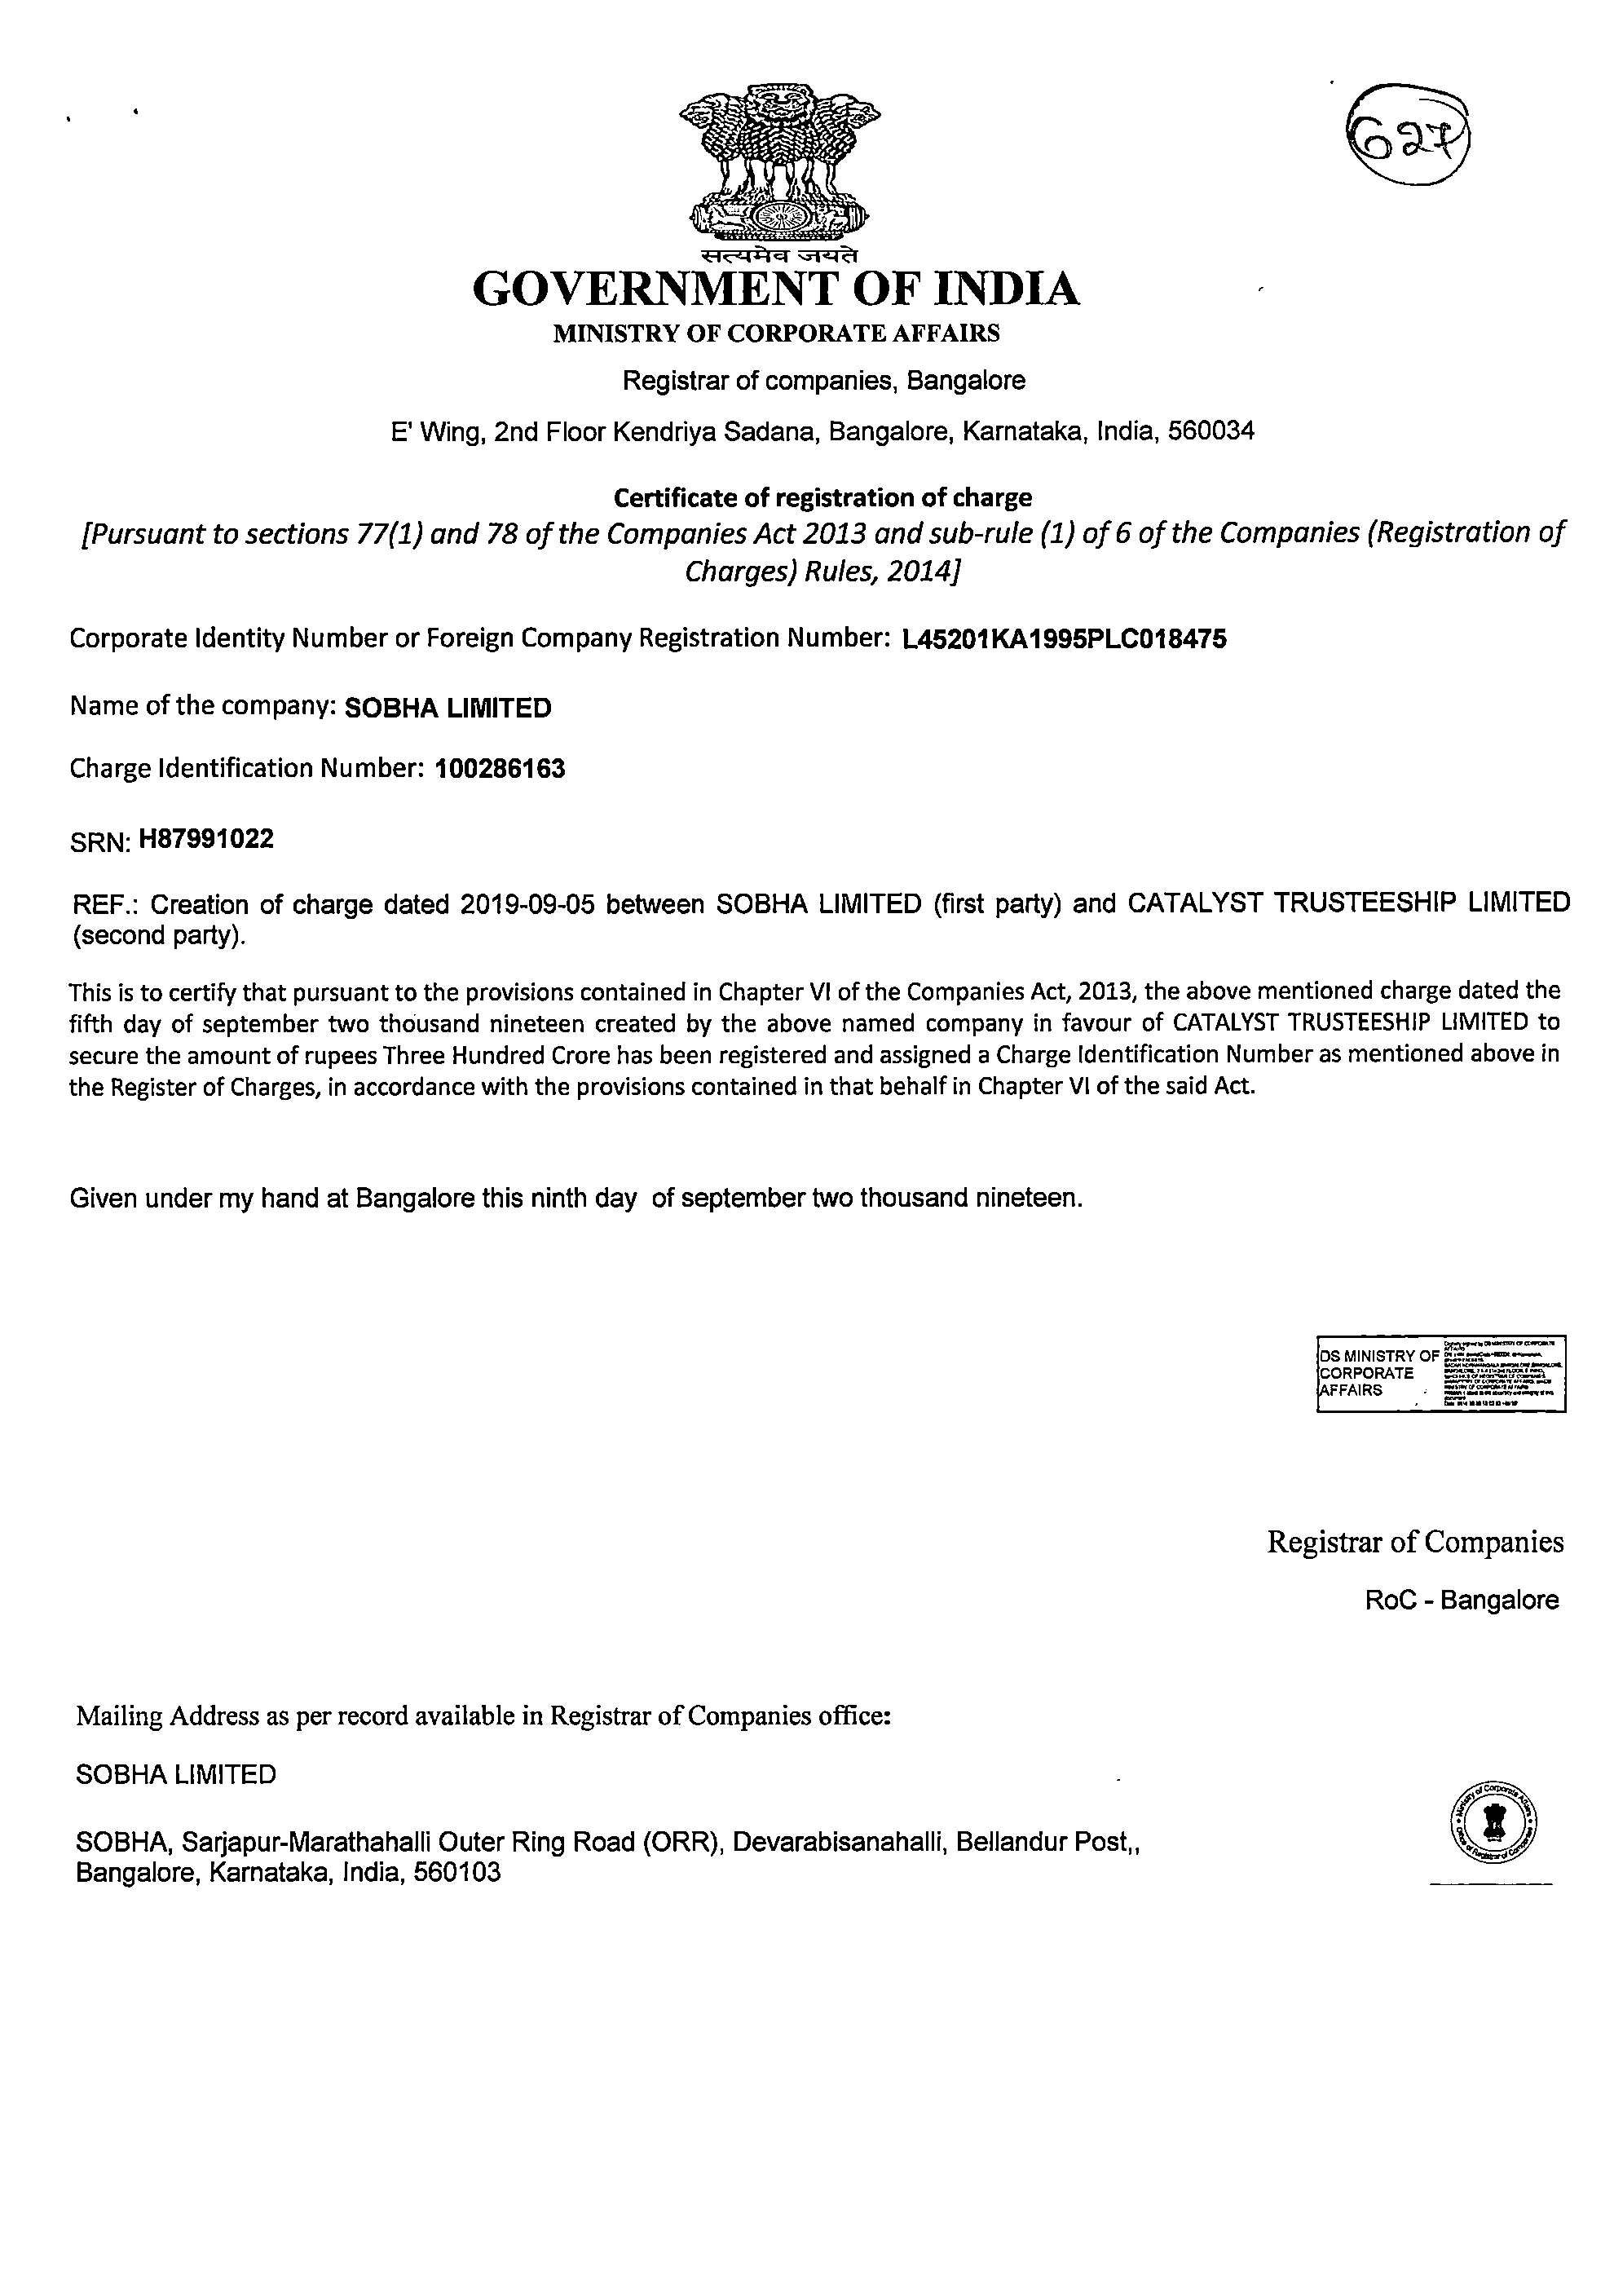 627
सत्यमेव जयते
GOVERNMENT OF INDIA
MINISTRY OF CORPORATE AFFAIRS
Registrar of companies, Bangalore
E' Wing, 2nd Floor Kendriya Sadana, Bangalore, Karnataka, India, 560034
Certificate of registration of charge
[Pursuant to sections 77(1) and 78 of the Companies Act 2013 and sub-rule (1) of 6 of the Companies (Registration of
Charges) Rules, 2014]
Corporate Identity Number or Foreign Company Registration Number: L45201KA1995PLC018475
Name of the company: SOBHA LIMITED
Charge Identification Number: 100286163
SRN: H87991022
REF.: Creation of charge dated 2019-09-05 between SOBHA LIMITED (first party) and CATALYST TRUSTEESHIP LIMITED
(second party).
This is to certify that pursuant to the provisions contained in Chapter VI of the Companies Act, 2013, the above mentioned charge dated the
fifth day of september two thousand nineteen created by the above named company in favour of CATALYST TRUSTEESHIP LIMITED to
secure the amount of rupees Three Hundred Crore has been registered and assigned a Charge Identification Number as mentioned above in
the Register of Charges, in accordance with the provisions contained in that behalf in Chapter VI of the said Act.
Given under my hand at Bangalore this ninth day of september two thousand nineteen.
DS MINISTRY OF
CORPORATE
AFFAIRS
Registrar of Companies
RoC - Bangalore
Mailing Address as per record available in Registrar of Companies office:
SOBHA LIMITED
SOBHA, Sarjapur-Marathahalli Outer Ring Road (ORR), Devarabisanahalli, Bellandur Post,,
Bangalore, Karnataka, India, 560103
Ministry of Corporate Affairs
Office of Registrar of Companies